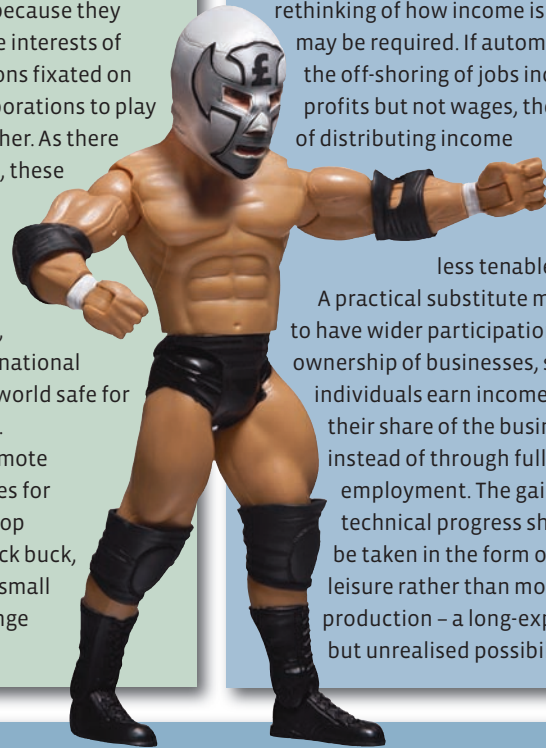 because they
e interests of
ons fixated on
porations to play
her. As there
, these
,
national
world safe for
.
mote
es for
op
ck buck,
small
nge
£
rethinking of how income is
may be required. If autom
the off-shoring of jobs inc
profits but not wages, the
of distributing income
less tenable
A practical substitute m
to have wider participatio
ownership of businesses, s
individuals earn income
their share of the busin
instead of through full
employment. The gai
technical progress sh
be taken in the form o
leisure rather than mo
production – a long-exp
but unrealised possibi